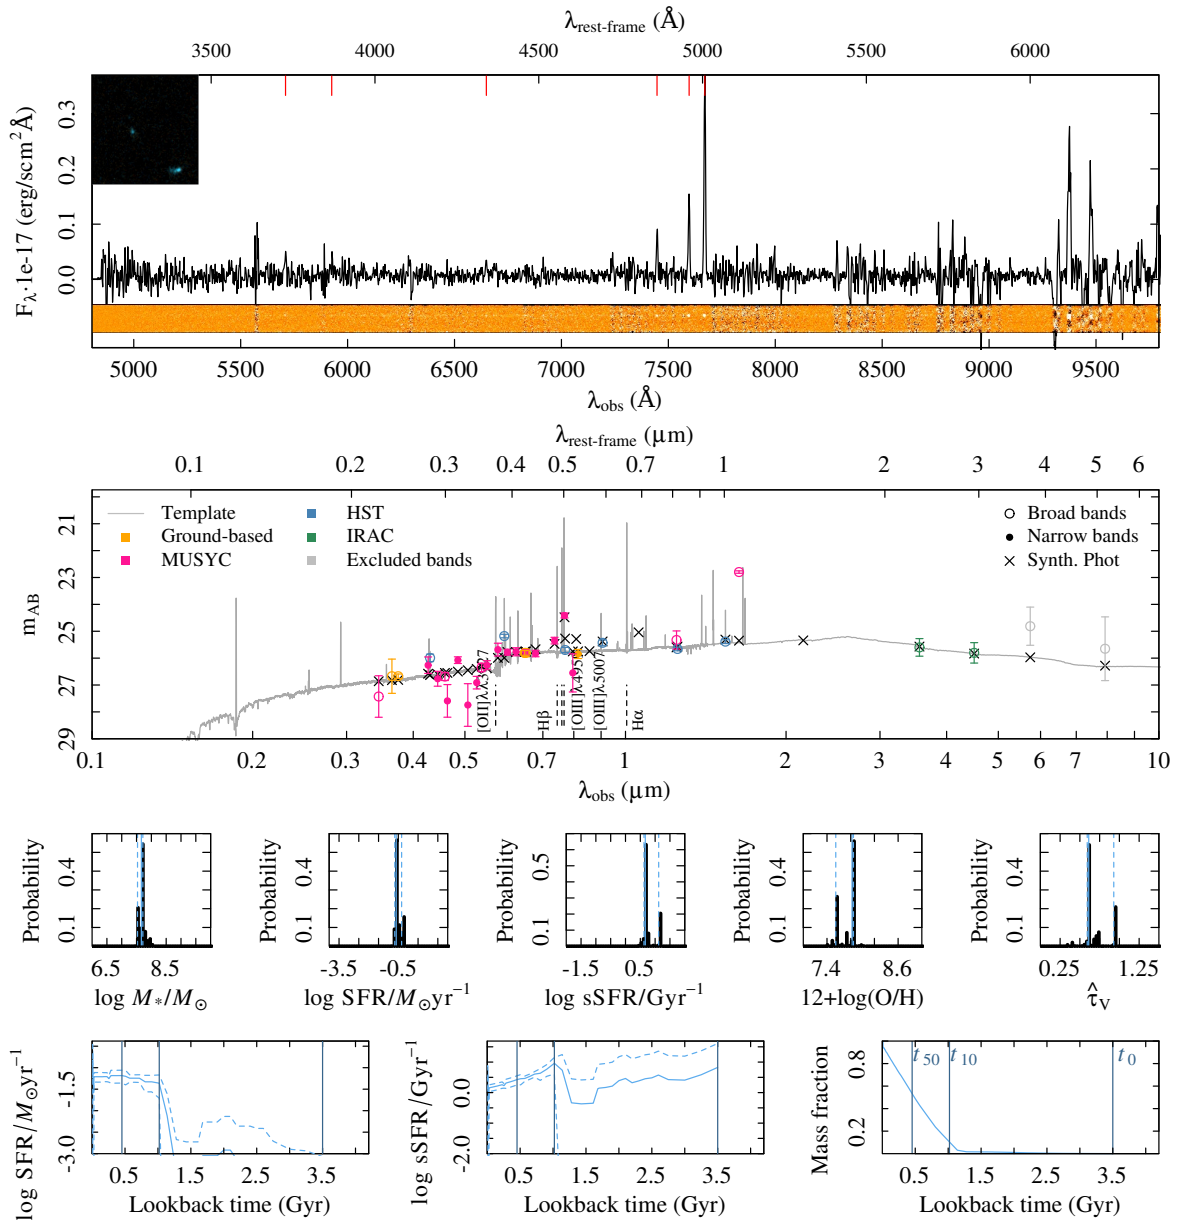 λrest-frame (Å)
3500 4000 4500 5000 5500 6000
Fλ·1e-17 (erg/scm²Å)
0.0 0.1 0.2 0.3
5000 5500 6000 6500 7000 7500 8000 8500 9000 9500
λobs (Å)
λrest-frame (μm)
0.1 0.2 0.3 0.4 0.5 0.7 1 2 3 4 5 6
mAB
21
23
25
27
29
Template
Ground-based
MUSYC
HST
IRAC
Excluded bands
Broad bands
Narrow bands
Synth. Phot
Hβ
[OIII]λ5007
Hα
0.1 0.2 0.3 0.4 0.5 0.7 1 2 3 4 5 6 7 10
λobs (μm)
Probability
0.1 0.4
6.5 8.5
log M*/M⊙
Probability
0.1 0.4
-3.5 -0.5
log SFR/M⊙yr⁻¹
Probability
0.1 0.5
-1.5 0.5
log sSFR/Gyr⁻¹
Probability
0.1 0.4
7.4 8.6
12+log(O/H)
Probability
0.1 0.4
0.25 1.25
τ̂V
log SFR/M⊙yr⁻¹
-3.0 -1.5
0.5 1.5 2.5 3.5
Lookback time (Gyr)
log sSFR/Gyr⁻¹
-2.0 0.0
0.5 1.5 2.5 3.5
Lookback time (Gyr)
Mass fraction
0.2 0.8
t50 t10 t0
0.5 1.5 2.5 3.5
Lookback time (Gyr)